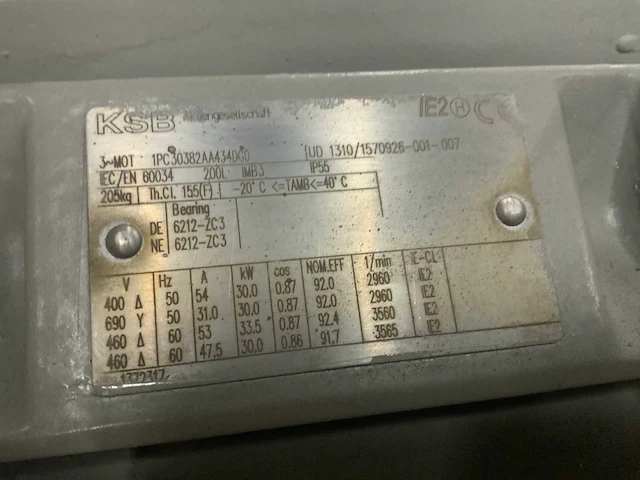 KSB Aktiengesellschaft IE2 CE
3~MOT 1PC30382AA434DG0 IUD 1310/1570926-001-007
IEC/EN 60034 200L IMB3 IP55
205kg Th.Cl. 155(F) -20°C <=TAMB<=40°C
Bearing
DE 6212-ZC3
NE 6212-ZC3
V Hz A kW cos NOM.EFF 1/min IE-CL
400 Δ 50 54 30.0 0.87 92.0 2960 IE2
690 Y 50 31.0 30.0 0.87 92.0 2960 IE2
460 Δ 60 53 33.5 0.87 92.4 3560 IE2
460 Δ 60 47.5 30.0 0.86 91.7 3565 IE2
1372317